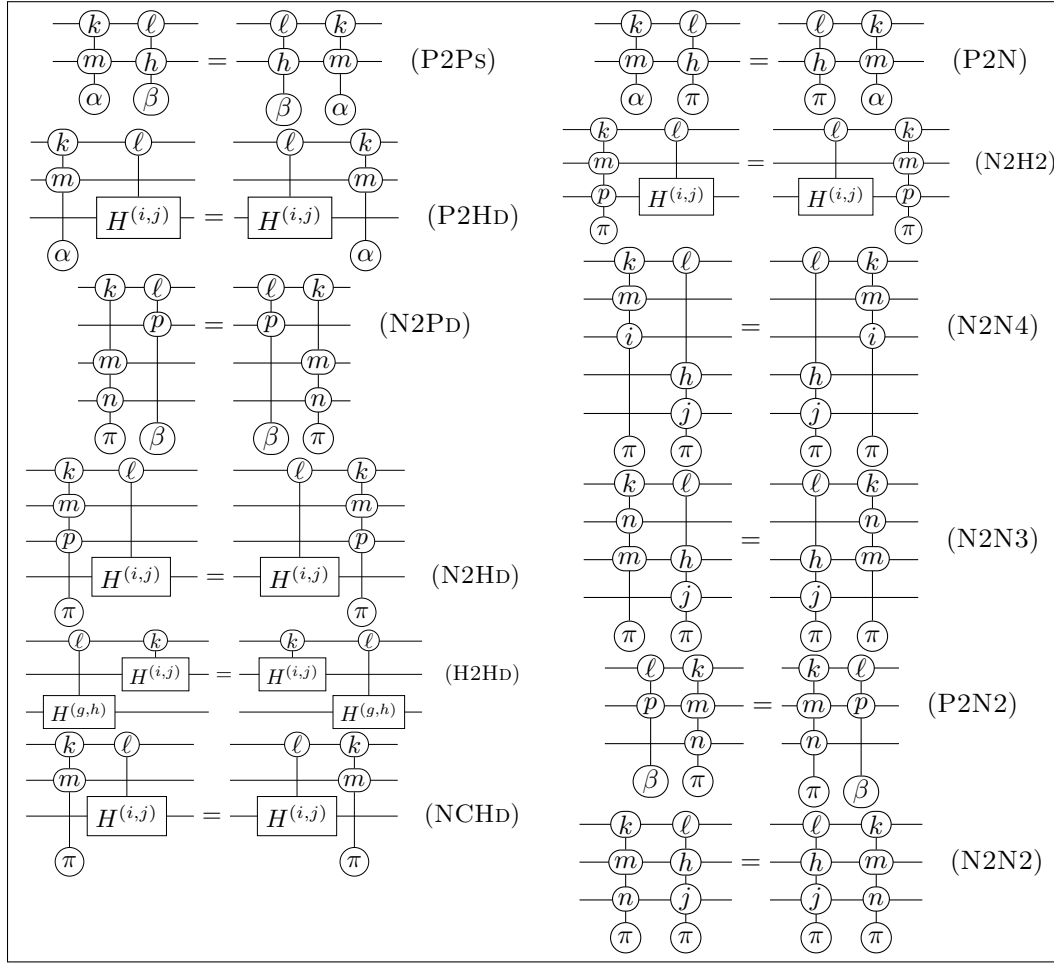 k ℓ k ℓ
m h = h m (P2Ps)
α β β α
k ℓ ℓ k
m m
H^{(i,j)} = H^{(i,j)} (P2Hd)
α α
k ℓ ℓ k
p = p (N2Pd)
m m
n n
π β β π
k ℓ ℓ k
m m
p p
H^{(i,j)} = H^{(i,j)} (N2Hd)
π π
ℓ k k ℓ
H^{(i,j)} = H^{(i,j)} (H2Hd)
H^{(g,h)} H^{(g,h)}
k ℓ ℓ k
m m
H^{(i,j)} = H^{(i,j)} (NCHd)
π π
k ℓ ℓ k
m h = h m (P2N)
α π π α
k ℓ ℓ k
m = m (N2H2)
p H^{(i,j)} H^{(i,j)} p
π π
k ℓ ℓ k
m m
i = i (N2N4)
h h
j j
π π π π
k ℓ ℓ k
n n
m h = h m (N2N3)
j j
π π π π
ℓ k k ℓ
p m = m p (P2N2)
n n
β π π β
k ℓ ℓ k
m h = h m (N2N2)
n j j n
π π π π